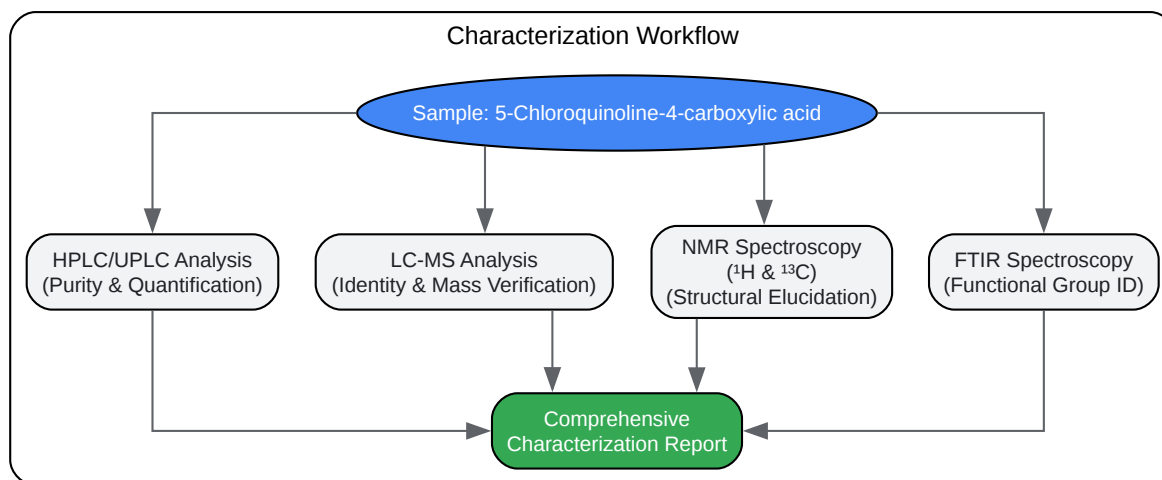 Characterization Workflow
Sample: 5-Chloroquinoline-4-carboxylic acid
HPLC/UPLC Analysis
(Purity & Quantification)
LC-MS Analysis
(Identity & Mass Verification)
NMR Spectroscopy
(¹H & ¹³C)
(Structural Elucidation)
FTIR Spectroscopy
(Functional Group ID)
Comprehensive
Characterization Report